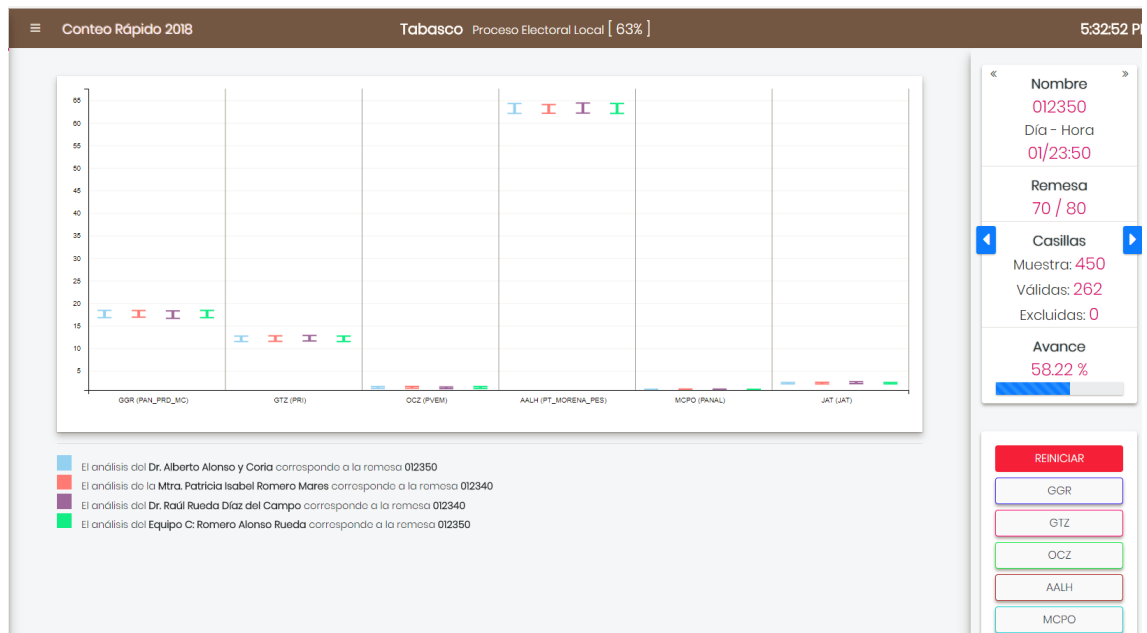 ≡ Conteo Rápido 2018 Tabasco Proceso Electoral Local [ 63% ] 5:32:52 P
« »
Nombre
012350
Día - Hora
01/23:50
Remesa
70 / 80
Casillas
Muestra: 450
Válidas: 262
Excluidas: 0
Avance
58.22 %
65
60
55
50
45
40
35
30
25
20
15
10
5
GGR (PAN_PRD_MC) GTZ (PRI) OCZ (PVEM) AALH (PT_MORENA_PES) MCPO (PANAL) JAT (JAT)
El análisis del Dr. Alberto Alonso y Coria corresponde a la remesa 012350
El análisis de la Mtra. Patricia Isabel Romero Mares corresponde a la remesa 012340
El análisis del Dr. Raúl Rueda Díaz del Campo corresponde a la remesa 012340
El análisis del Equipo C: Romero Alonso Rueda corresponde a la remesa 012350
REINICIAR
GGR
GTZ
OCZ
AALH
MCPO